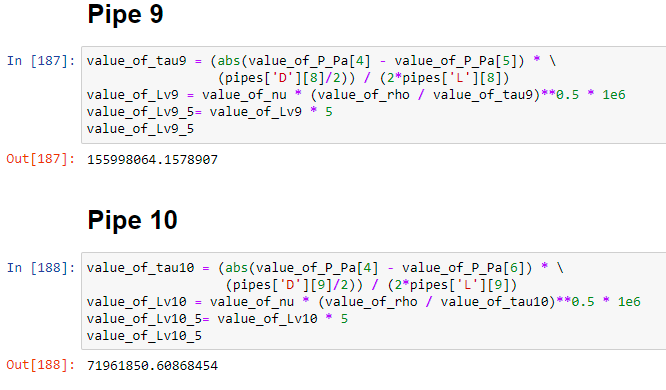 Pipe 9
In [187]: value_of_tau9 = (abs(value_of_P_Pa[4] - value_of_P_Pa[5]) * \
(pipes['D'][8]/2)) / (2*pipes['L'][8])
value_of_Lv9 = value_of_nu * (value_of_rho / value_of_tau9)**0.5 * 1e6
value_of_Lv9_5= value_of_Lv9 * 5
value_of_Lv9_5
Out[187]: 155998064.1578907
Pipe 10
In [188]: value_of_tau10 = (abs(value_of_P_Pa[4] - value_of_P_Pa[6]) * \
(pipes['D'][9]/2)) / (2*pipes['L'][9])
value_of_Lv10 = value_of_nu * (value_of_rho / value_of_tau10)**0.5 * 1e6
value_of_Lv10_5= value_of_Lv10 * 5
value_of_Lv10_5
Out[188]: 71961850.60868454